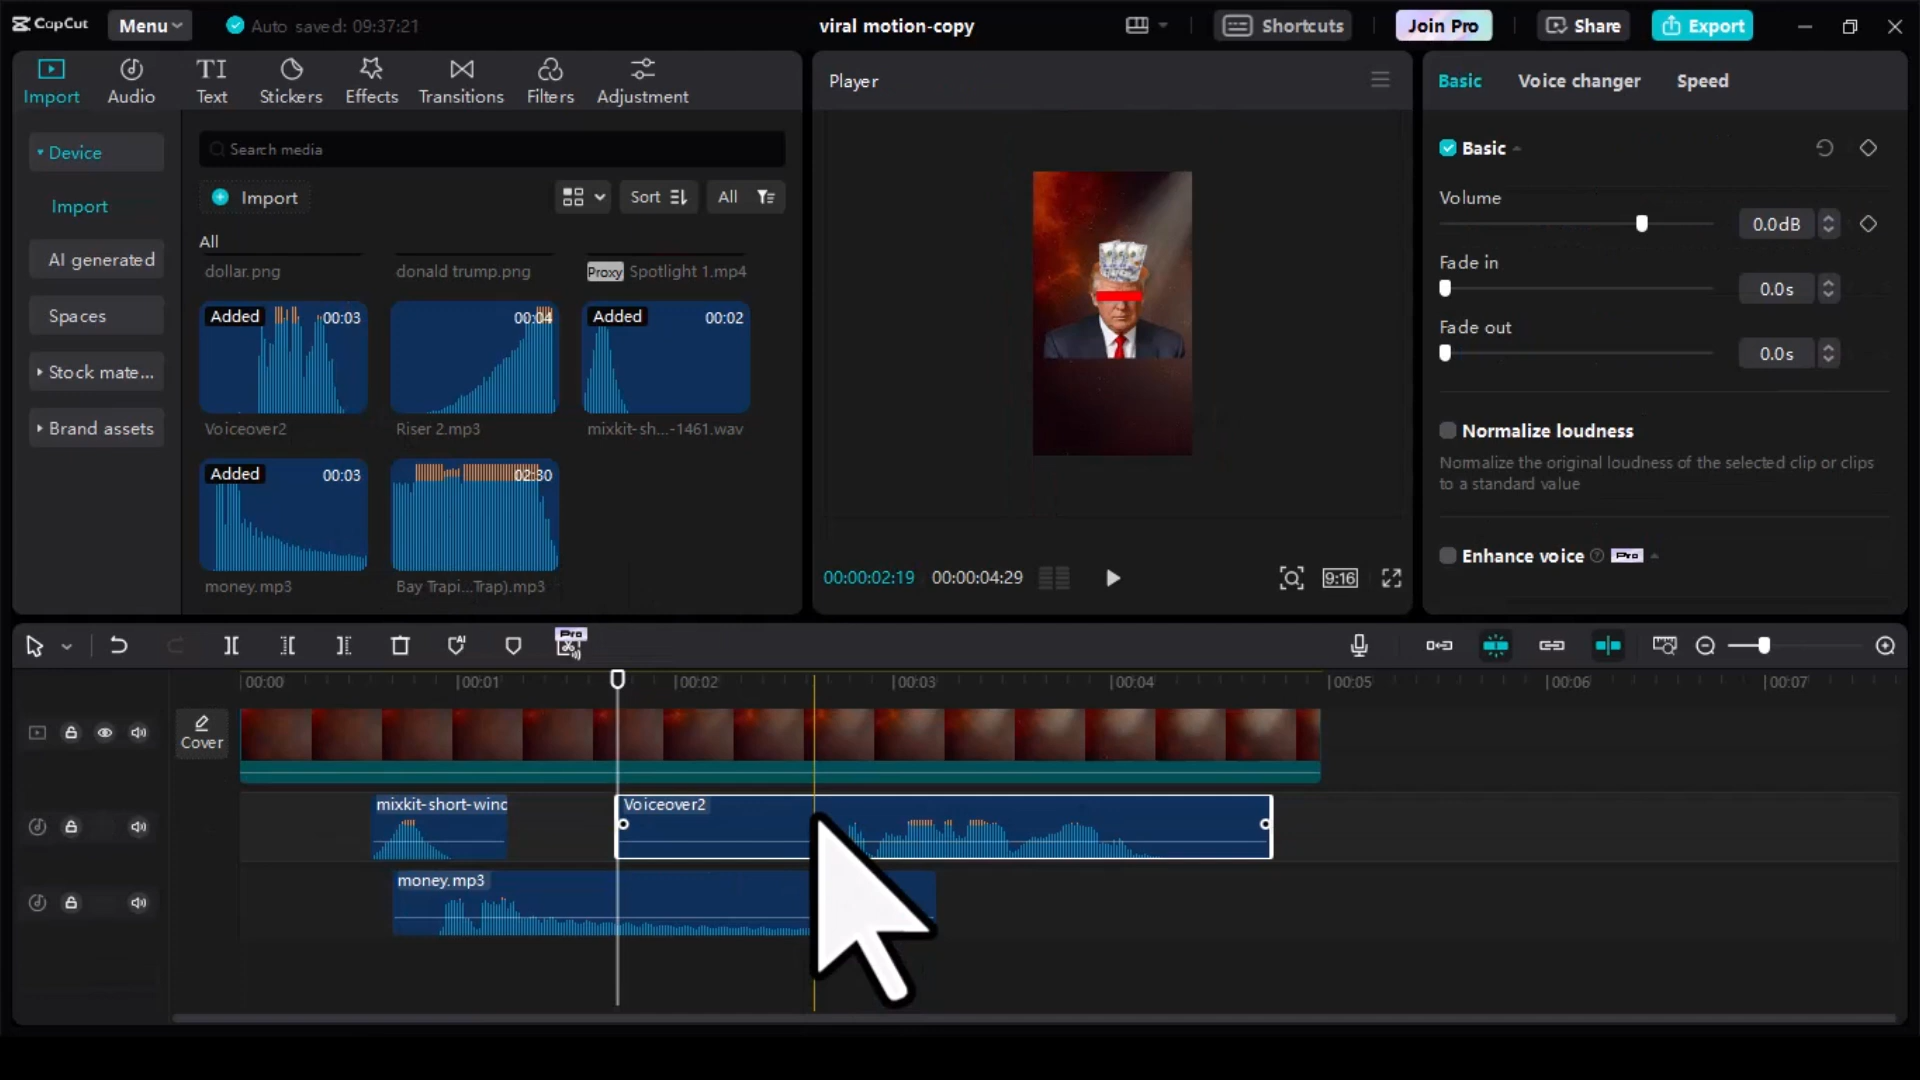 CapCut
Menu
Auto saved: 09:37:21
viral motion-copy
Shortcuts
Join Pro
Share
Export
Import
Audio
TI
Text
Stickers
Effects
Transitions
Filters
Adjustment
Player
Basic
Voice changer
Speed
Device
Import
AI generated
Spaces
Stock mate...
Brand assets
Search media
Import
Sort
All
All
dollar.png
donald trump.png
Proxy Spotlight 1.mp4
Added
00:03
00:04
Added
00:02
Voiceover2
Riser 2.mp3
mixkit-sh...-1461.wav
Added
00:03
02:30
money.mp3
Bay Trapi...Trap).mp3
00:00:02:19
00:00:04:29
9:16
Basic
Volume
0.0dB
Fade in
0.0s
Fade out
0.0s
Normalize loudness
Normalize the original loudness of the selected clip or clips
to a standard value
Enhance voice
Pro
AI
Pro
00:00
00:01
00:02
00:03
00:04
00:05
00:06
00:07
Cover
mixkit-short-winc
Voiceover2
money.mp3